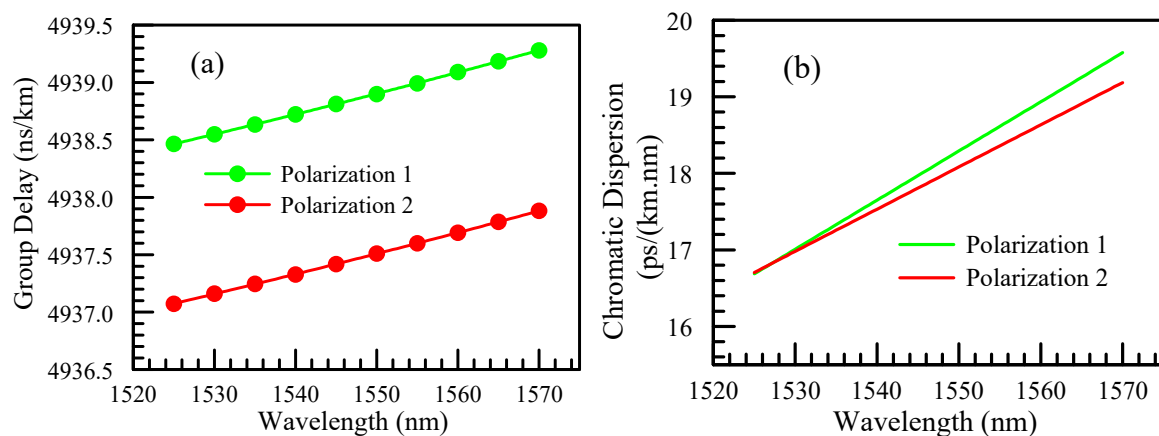 (a)
Group Delay (ns/km)
4939.5
4939.0
4938.5
4938.0
4937.5
4937.0
4936.5
Polarization 1
Polarization 2
1520 1530 1540 1550 1560 1570
Wavelength (nm)
(b)
Chromatic Dispersion
(ps/(km.nm)
20
19
18
17
16
Polarization 1
Polarization 2
1520 1530 1540 1550 1560 1570
Wavelength (nm)